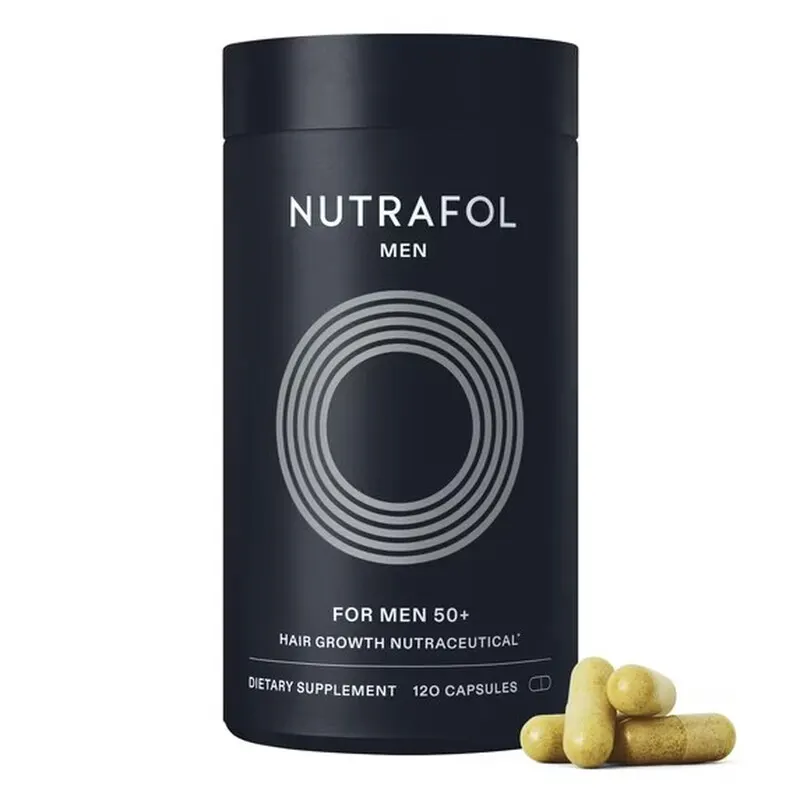 NUTRAFOL
MEN
FOR MEN 50+
HAIR GROWTH NUTRACEUTICAL*
DIETARY SUPPLEMENT 120 CAPSULES